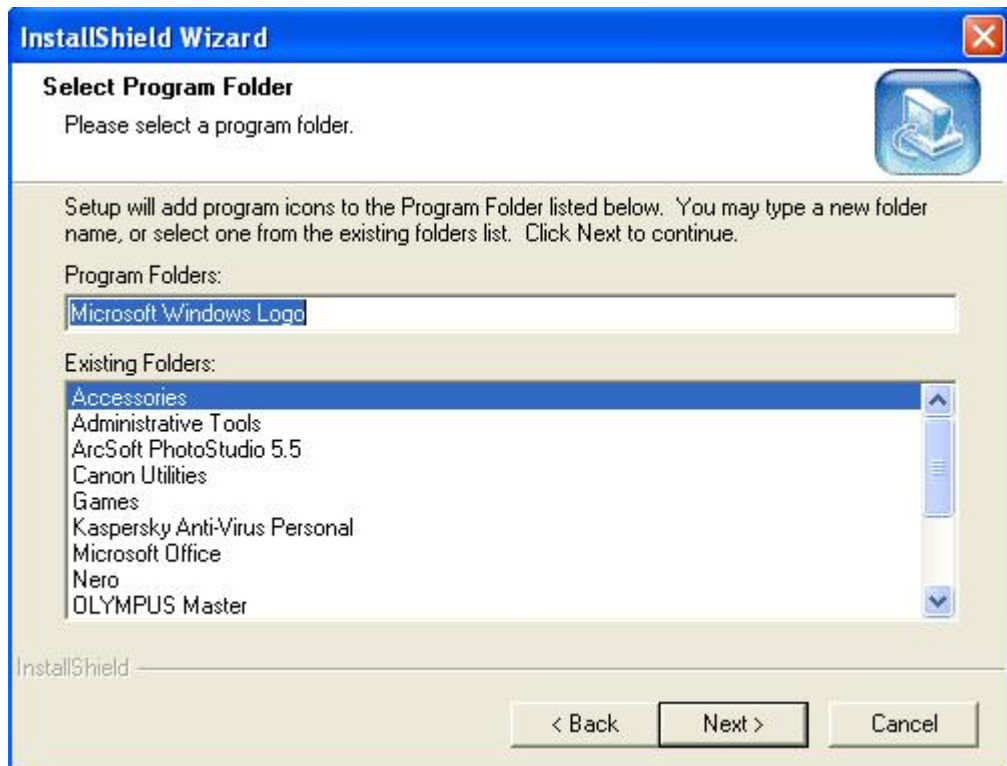 InstallShield Wizard
Select Program Folder
Please select a program folder.
Setup will add program icons to the Program Folder listed below.  You may type a new folder
name, or select one from the existing folders list.  Click Next to continue.
Program Folders:
Microsoft Windows Logo
Existing Folders:
Accessories
Administrative Tools
ArcSoft PhotoStudio 5.5
Canon Utilities
Games
Kaspersky Anti-Virus Personal
Microsoft Office
Nero
OLYMPUS Master
InstallShield
< Back
Next >
Cancel